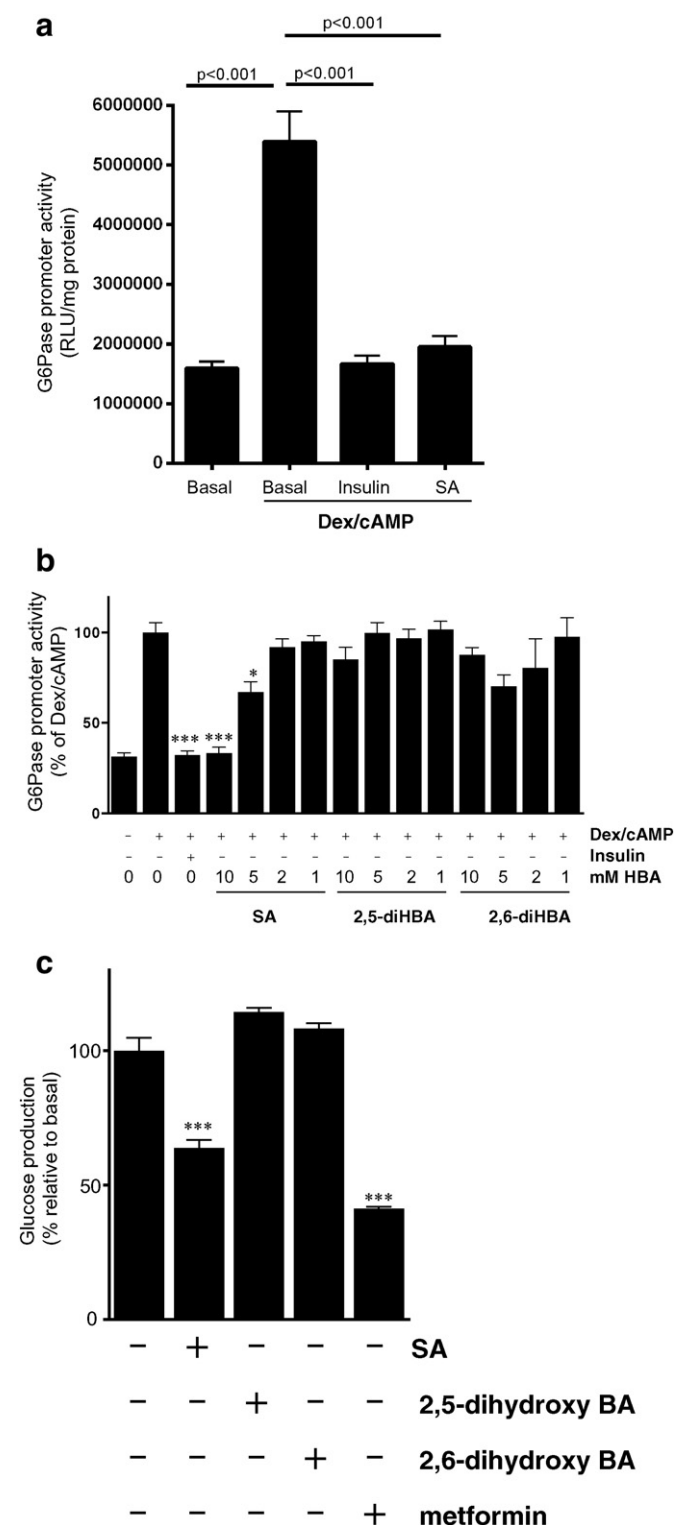 a
p<0.001
p<0.001 p<0.001
G6Pase promoter activity
(RLU/mg protein)
6000000
5000000
4000000
3000000
2000000
1000000
0
Basal Basal Insulin SA
Dex/cAMP
b
G6Pase promoter activity
(% of Dex/cAMP)
100
50
0
*** *** *
- + + + + + + + + + + + + + + Dex/cAMP
- - + - - - - - - - - - - - - Insulin
0 0 0 10 5 2 1 10 5 2 1 10 5 2 1 mM HBA
SA 2,5-diHBA 2,6-diHBA
c
Glucose production
(% relative to basal)
100
50
0
*** ***
- + - - - SA
- - + - - 2,5-dihydroxy BA
- - - + - 2,6-dihydroxy BA
- - - - + metformin